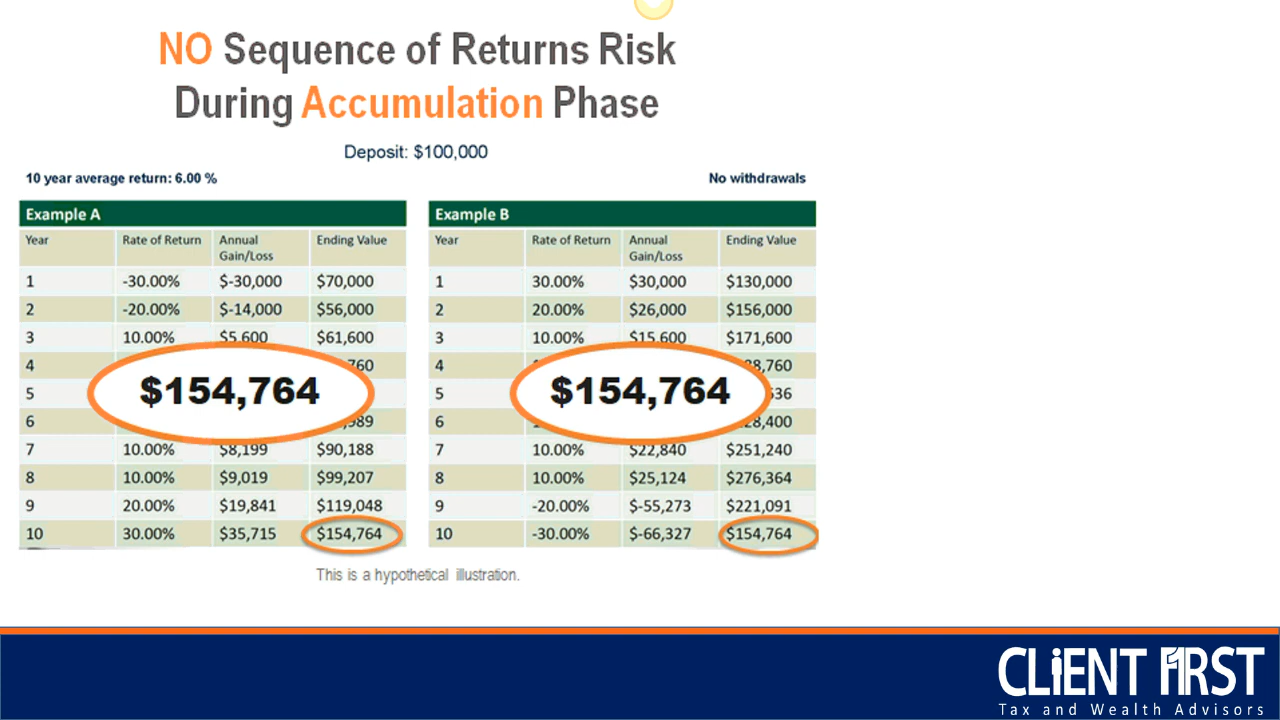 NO Sequence of Returns Risk
During Accumulation Phase
Deposit: $100,000
10 year average return: 6.00 %
No withdrawals
Example A
Year Rate of Return Annual Gain/Loss Ending Value
1 -30.00% $-30,000 $70,000
2 -20.00% $-14,000 $56,000
3 10.00% $5,600 $61,600
4 760
5
6 989
$154,764
7 10.00% $8,199 $90,188
8 10.00% $9,019 $99,207
9 20.00% $19,841 $119,048
10 30.00% $35,715 $154,764
Example B
Year Rate of Return Annual Gain/Loss Ending Value
1 30.00% $30,000 $130,000
2 20.00% $26,000 $156,000
3 10.00% $15,600 $171,600
4 8,760
5 636
6 28,400
$154,764
7 10.00% $22,840 $251,240
8 10.00% $25,124 $276,364
9 -20.00% $-55,273 $221,091
10 -30.00% $-66,327 $154,764
This is a hypothetical illustration.
CLiENT FIRST
Tax and Wealth Advisors